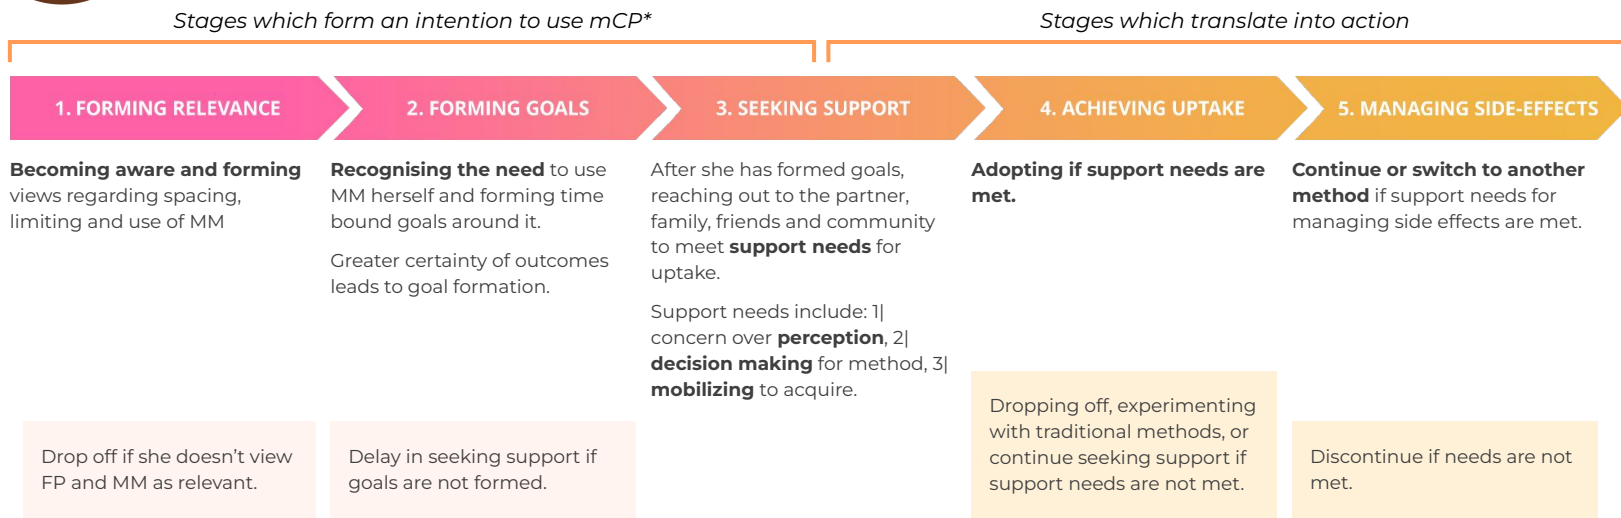 Stages which form an intention to use mCP*
Stages which translate into action
1. FORMING RELEVANCE
2. FORMING GOALS
3. SEEKING SUPPORT
4. ACHIEVING UPTAKE
5. MANAGING SIDE-EFFECTS
Becoming aware and forming
views regarding spacing,
limiting and use of MM
Recognising the need to use
MM herself and forming time
bound goals around it.
Greater certainty of outcomes
leads to goal formation.
After she has formed goals,
reaching out to the partner,
family, friends and community
to meet support needs for
uptake.
Support needs include: 1|
concern over perception, 2|
decision making for method, 3|
mobilizing to acquire.
Adopting if support needs are
met.
Continue or switch to another
method if support needs for
managing side effects are met.
Drop off if she doesn’t view
FP and MM as relevant.
Delay in seeking support if
goals are not formed.
Dropping off, experimenting
with traditional methods, or
continue seeking support if
support needs are not met.
Discontinue if needs are not
met.